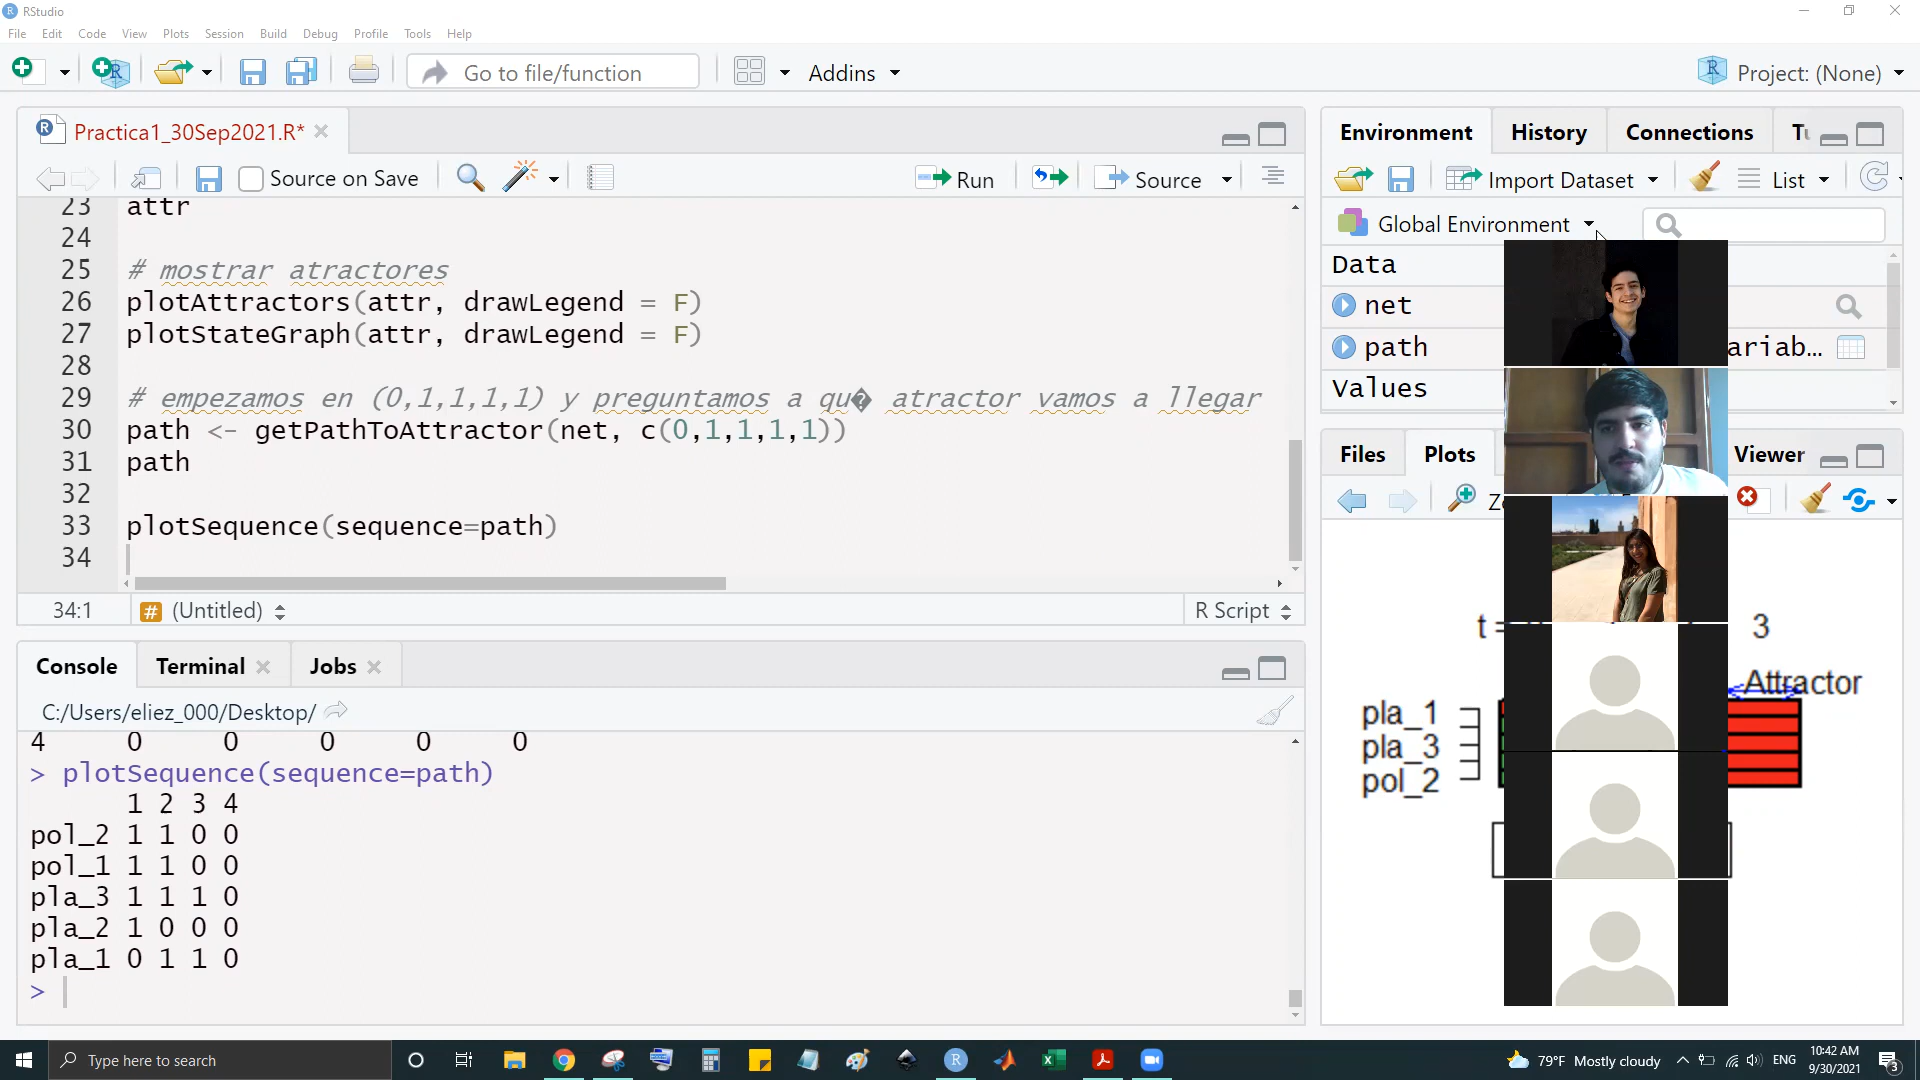 RStudio
File Edit Code View Plots Session Build Debug Profile Tools Help
Go to file/function
Addins
Project: (None)
Practica1_30Sep2021.R*
Source on Save
Run
Source
23 attr
24
25 # mostrar atractores
26 plotAttractors(attr, drawLegend = F)
27 plotStateGraph(attr, drawLegend = F)
28
29 # empezamos en (0,1,1,1,1) y preguntamos a qu� atractor vamos a llegar
30 path <- getPathToAttractor(net, c(0,1,1,1,1))
31 path
32
33 plotSequence(sequence=path)
34
34:1 # (Untitled) R Script
Console Terminal Jobs
C:/Users/eliez_000/Desktop/
4 0 0 0 0 0
> plotSequence(sequence=path)
1 2 3 4
pol_2 1 1 0 0
pol_1 1 1 0 0
pla_3 1 1 1 0
pla_2 1 0 0 0
pla_1 0 1 1 0
>
Environment History Connections
Import Dataset List
Global Environment
Data
net
path ariab...
Values
Files Plots Viewer
t = 3
Attractor
pla_1
pla_3
pol_2
Type here to search
79°F Mostly cloudy ENG
10:42 AM
9/30/2021
3